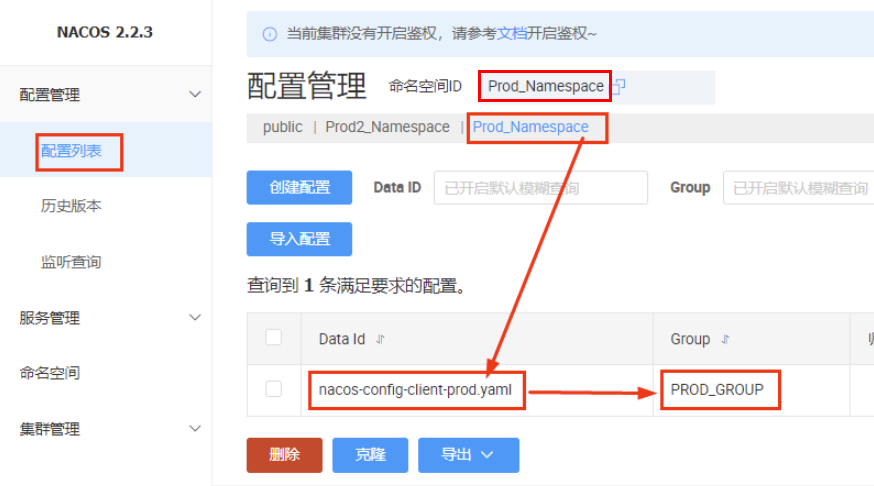 NACOS 2.2.3
配置管理
配置列表
历史版本
监听查询
服务管理
命名空间
集群管理
当前集群没有开启鉴权，请参考文档开启鉴权~
配置管理 命名空间ID Prod_Namespace
public | Prod2_Namespace | Prod_Namespace
创建配置 Data ID 已开启默认模糊查询 Group 已开启默认模糊查询
导入配置
查询到 1 条满足要求的配置。
Data Id Group
nacos-config-client-prod.yaml PROD_GROUP
删除 克隆 导出